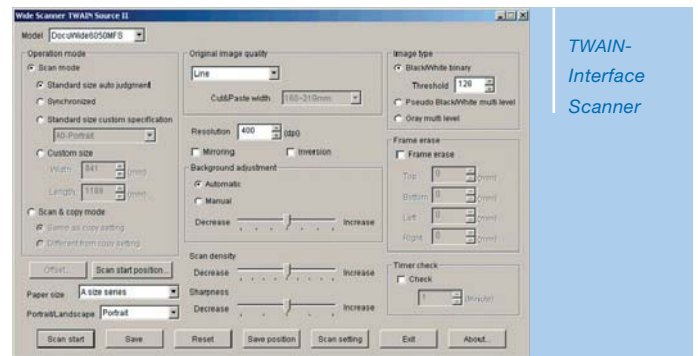 Wide Scanner TWAIN Source II
Model DocuWide6050MFS
Operation mode
Scan mode
Standard size auto judgment
Synchronized
Standard size custom specification
A0-Portrait
Custom size
Width 841 (mm)
Length 1189 (mm)
Scan & copy mode
Same as copy setting
Different from copy setting
Offset... Scan start position...
Paper size A size series
Portrait/Landscape Portrait
Original image quality
Line
Cut&Paste width 160~319mm
Resolution 400 (dpi)
Mirroring Inversion
Background adjustment
Automatic
Manual
Decrease Increase
Scan density
Decrease Increase
Sharpness
Decrease Increase
Image type
Black/White binary
Threshold 128
Pseudo Black/White multi level
Gray multi level
Frame erase
Frame erase
Top 0 (mm)
Bottom 0 (mm)
Left 0 (mm)
Right 0 (mm)
Timer check
Check
1 (Minute)
Scan start Save Reset Save position Scan setting Exit About...
TWAIN-
Interface
Scanner